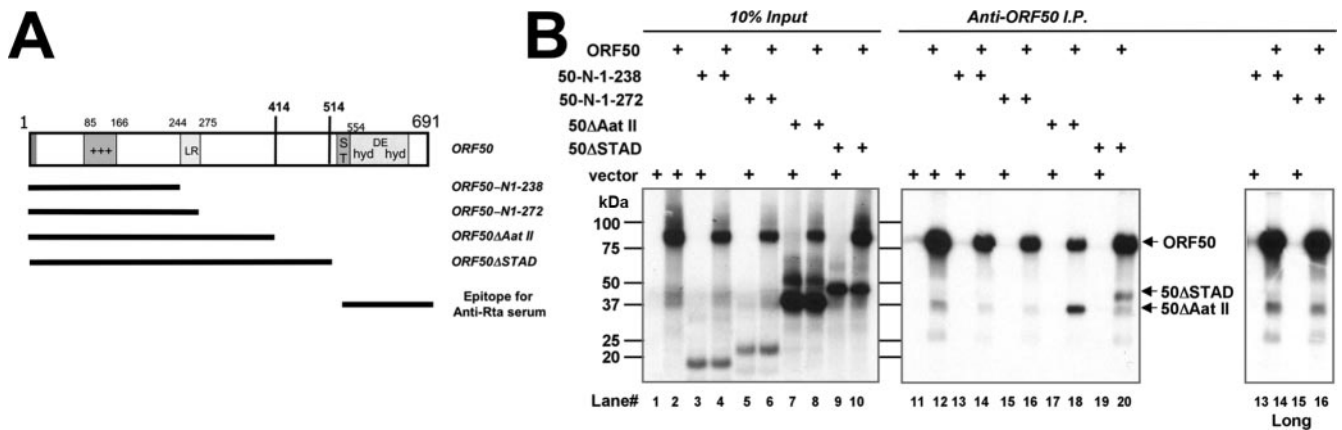 A
1 85 166 244 275 414 514 554 691
+++ LR S T hyd DE hyd ORF50
ORF50–N1-238
ORF50–N1-272
ORF50ΔAat II
ORF50ΔSTAD
Epitope for
Anti-Rta serum
B
10% Input Anti-ORF50 I.P.
ORF50 + + + + + + + + + + + +
50-N-1-238 + + + + + +
50-N-1-272 + + + + + +
50ΔAat II + + + +
50ΔSTAD + + + +
vector + + + + + + + + + + + +
kDa
100
75
50
37
25
20
ORF50
50ΔSTAD
50ΔAat II
Lane# 1 2 3 4 5 6 7 8 9 10 11 12 13 14 15 16 17 18 19 20 13 14 15 16
Long